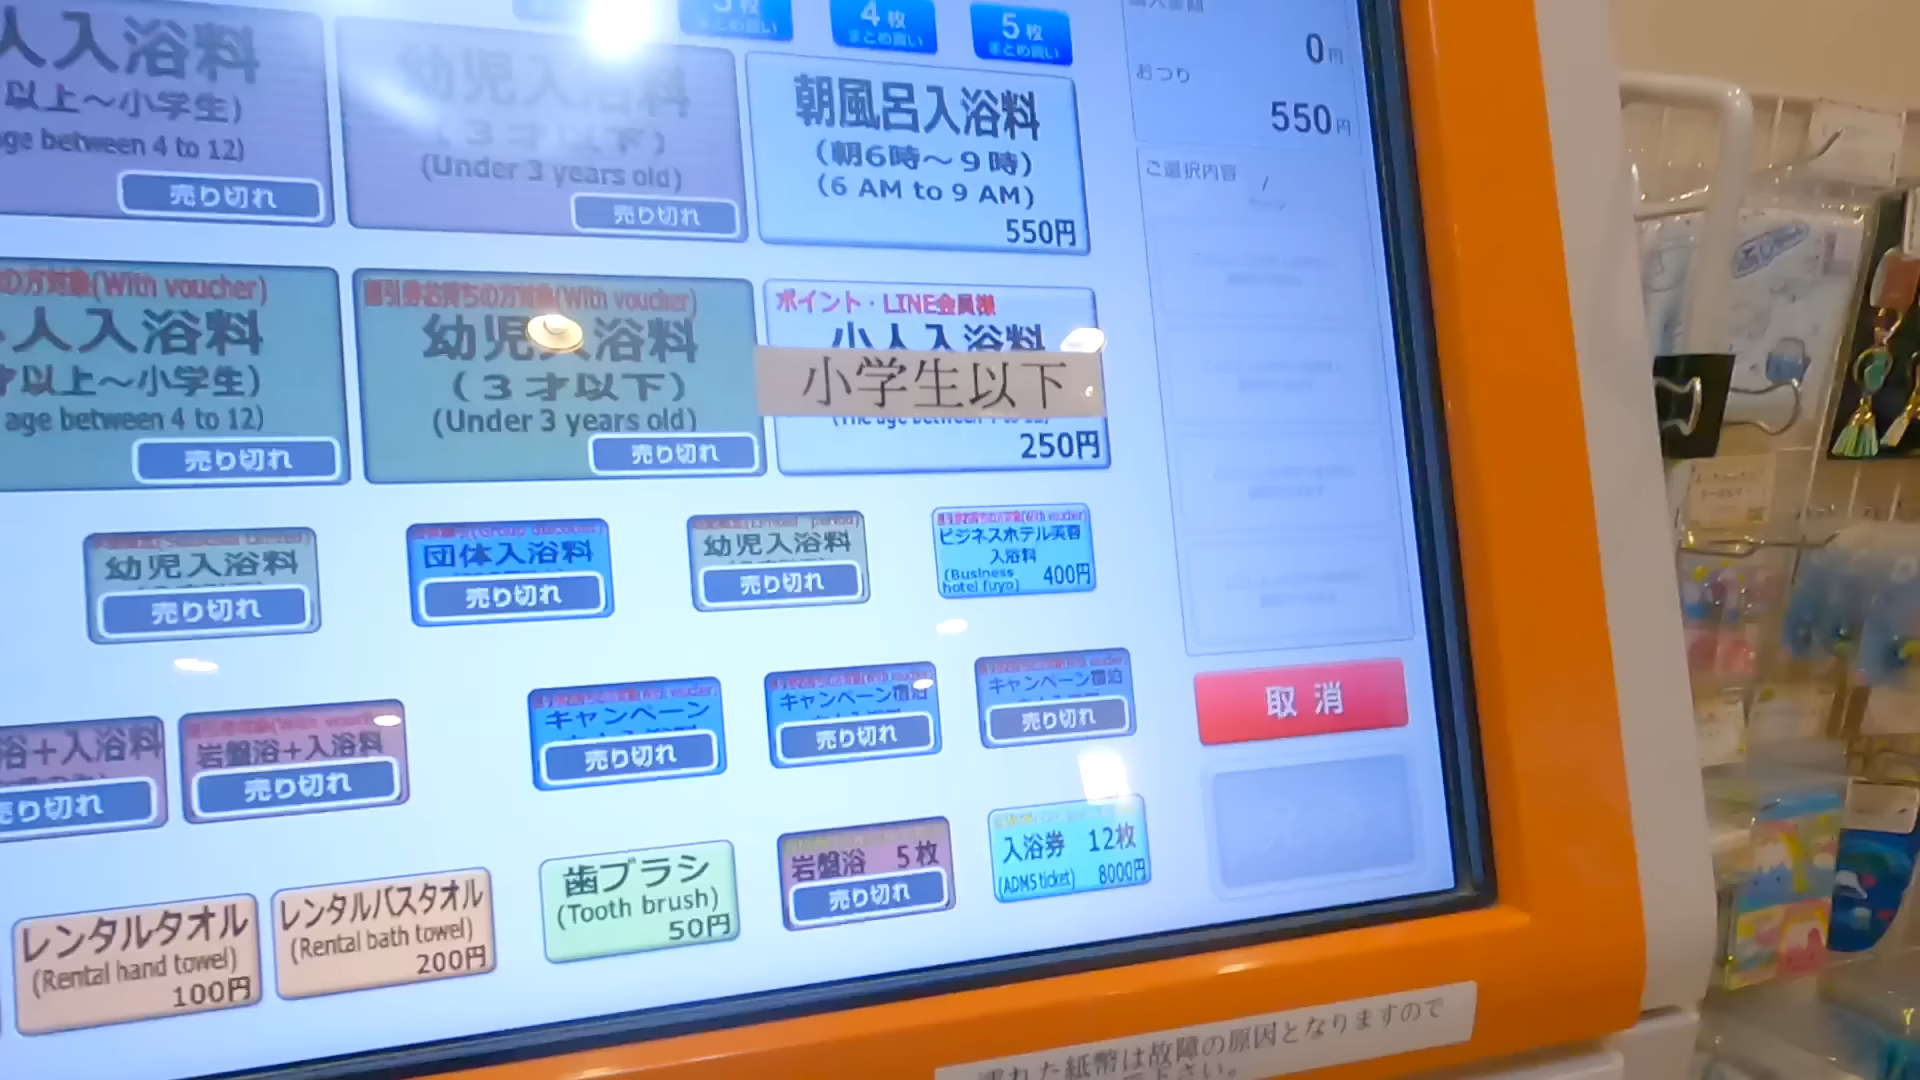 4枚
まとめ買い
5枚
まとめ買い
0円
おつり
550円
ご選択内容
人入浴料
以上～小学生)
age between 4 to 12)
売り切れ
幼児入浴料
(3才以下)
(Under 3 years old)
売り切れ
朝風呂入浴料
(朝6時～9時)
(6 AM to 9 AM)
550円
の方対象(With voucher)
人入浴料
才以上～小学生)
age between 4 to 12)
売り切れ
割引券お持ちの方対象(With voucher)
幼児入浴料
(3才以下)
(Under 3 years old)
売り切れ
ポイント・LINE会員様
小人入浴料
小学生以下
250円
幼児入浴料
売り切れ
団体入浴料
売り切れ
幼児入浴料
売り切れ
ビジネスホテル芙蓉
入浴料
(Business
hotel fuyo)
400円
浴+入浴料
売り切れ
岩盤浴+入浴料
売り切れ
キャンペーン
売り切れ
キャンペーン宿泊
売り切れ
キャンペーン宿泊
売り切れ
取消
レンタルタオル
(Rental hand towel)
100円
レンタルバスタオル
(Rental bath towel)
200円
歯ブラシ
(Tooth brush)
50円
岩盤浴 5枚
売り切れ
入浴券 12枚
(ADMS ticket) 8000円
濡れた紙幣は故障の原因となりますので
下さい。